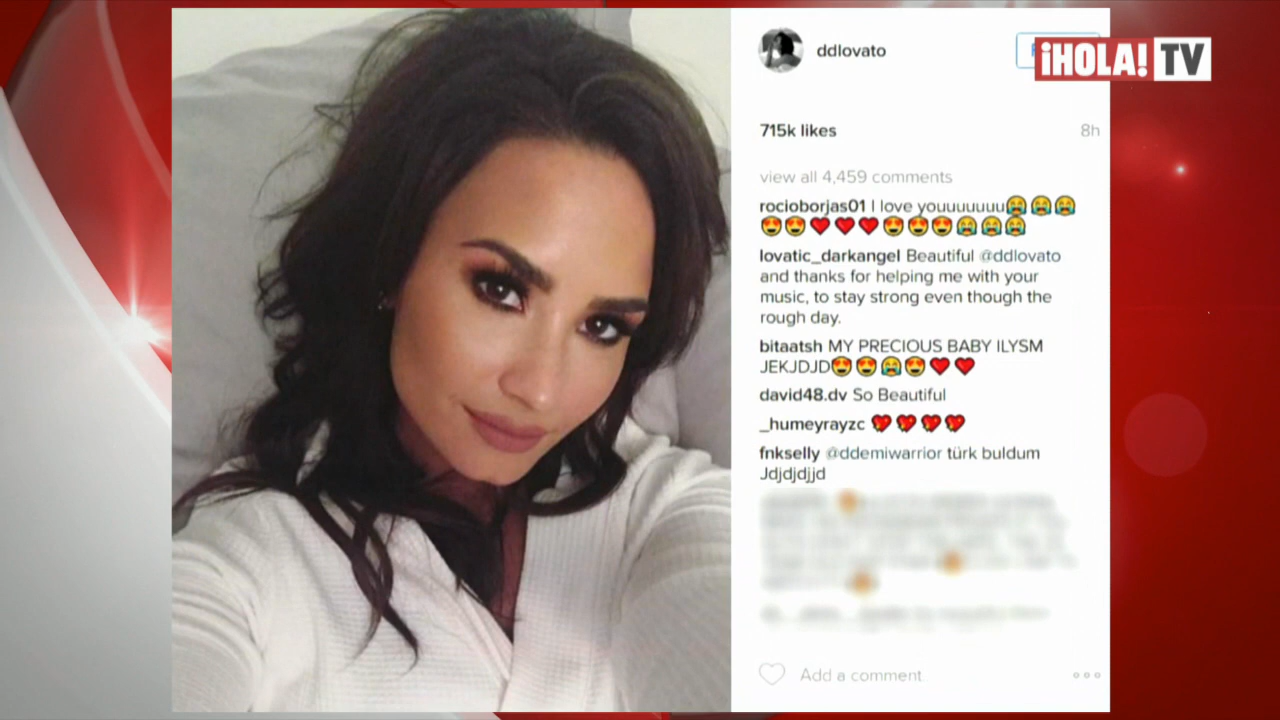 ddlovato
¡HOLA! TV
715k likes
8h
view all 4,459 comments
rocioborjas01 I love youuuuuuu😭😭😭
😍😍❤❤❤😍😍😍😭😭😭
lovatic_darkangel Beautiful @ddlovato
and thanks for helping me with your
music, to stay strong even though the
rough day.
bitaatsh MY PRECIOUS BABY ILYSM
JEKJDJD😍😍😭😍❤❤
david48.dv So Beautiful
_humeyrayzc 💖💖💖💖
fnkselly @ddemiwarrior türk buldum
Jdjdjdjjd
Add a comment